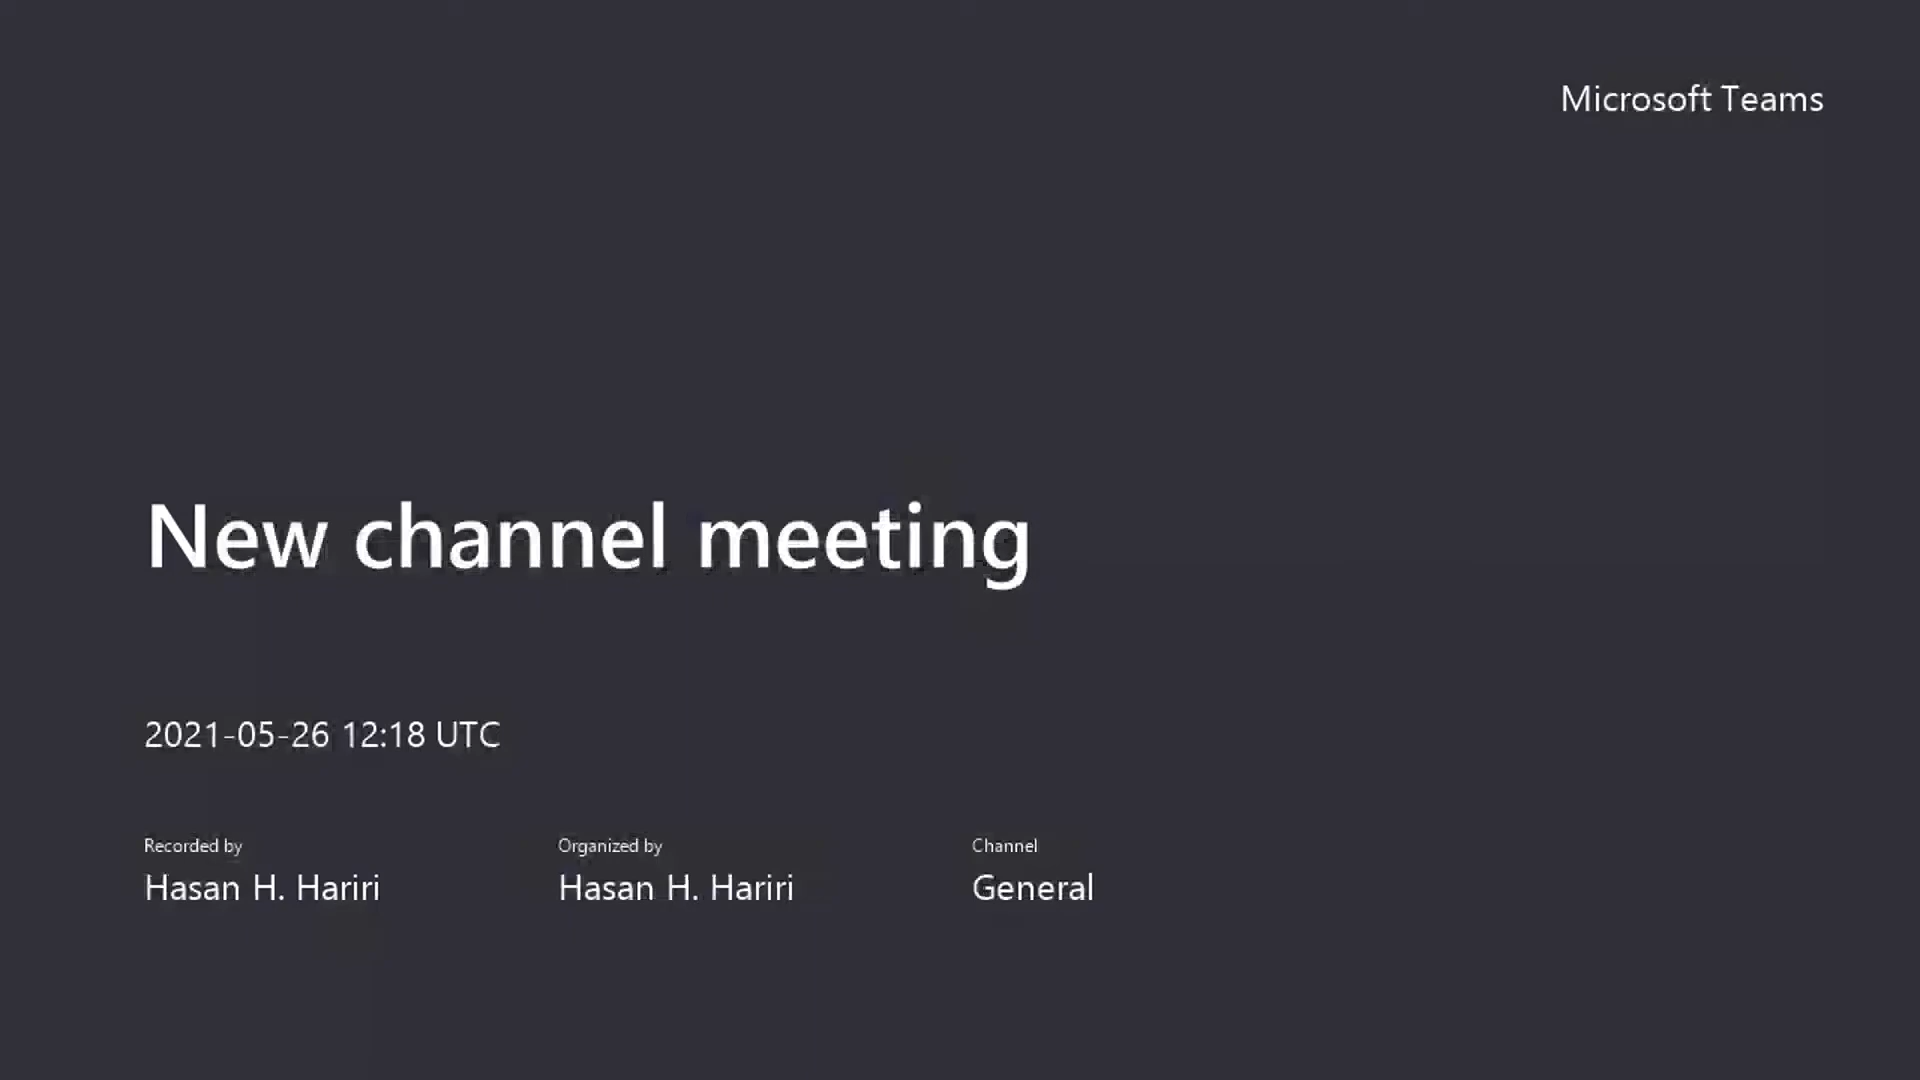 Microsoft Teams
New channel meeting
2021-05-26 12:18 UTC
Recorded by
Hasan H. Hariri
Organized by
Hasan H. Hariri
Channel
General